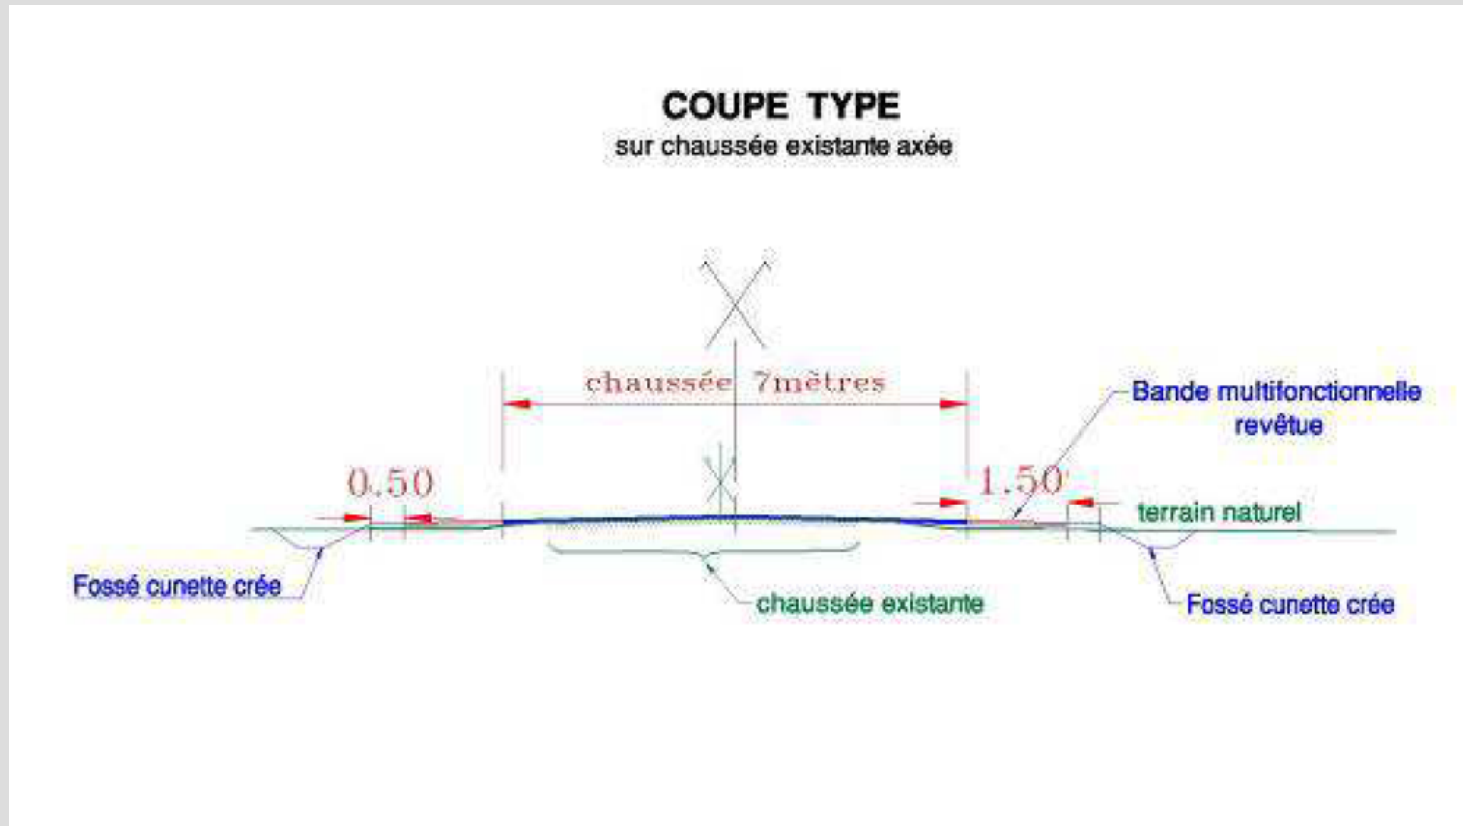 COUPE TYPE
sur chaussée existante axée
chaussée 7mètres
Bande multifonctionnelle
revêtue
0.50
1.50
terrain naturel
Fossé cunette crée
chaussée existante
Fossé cunette crée